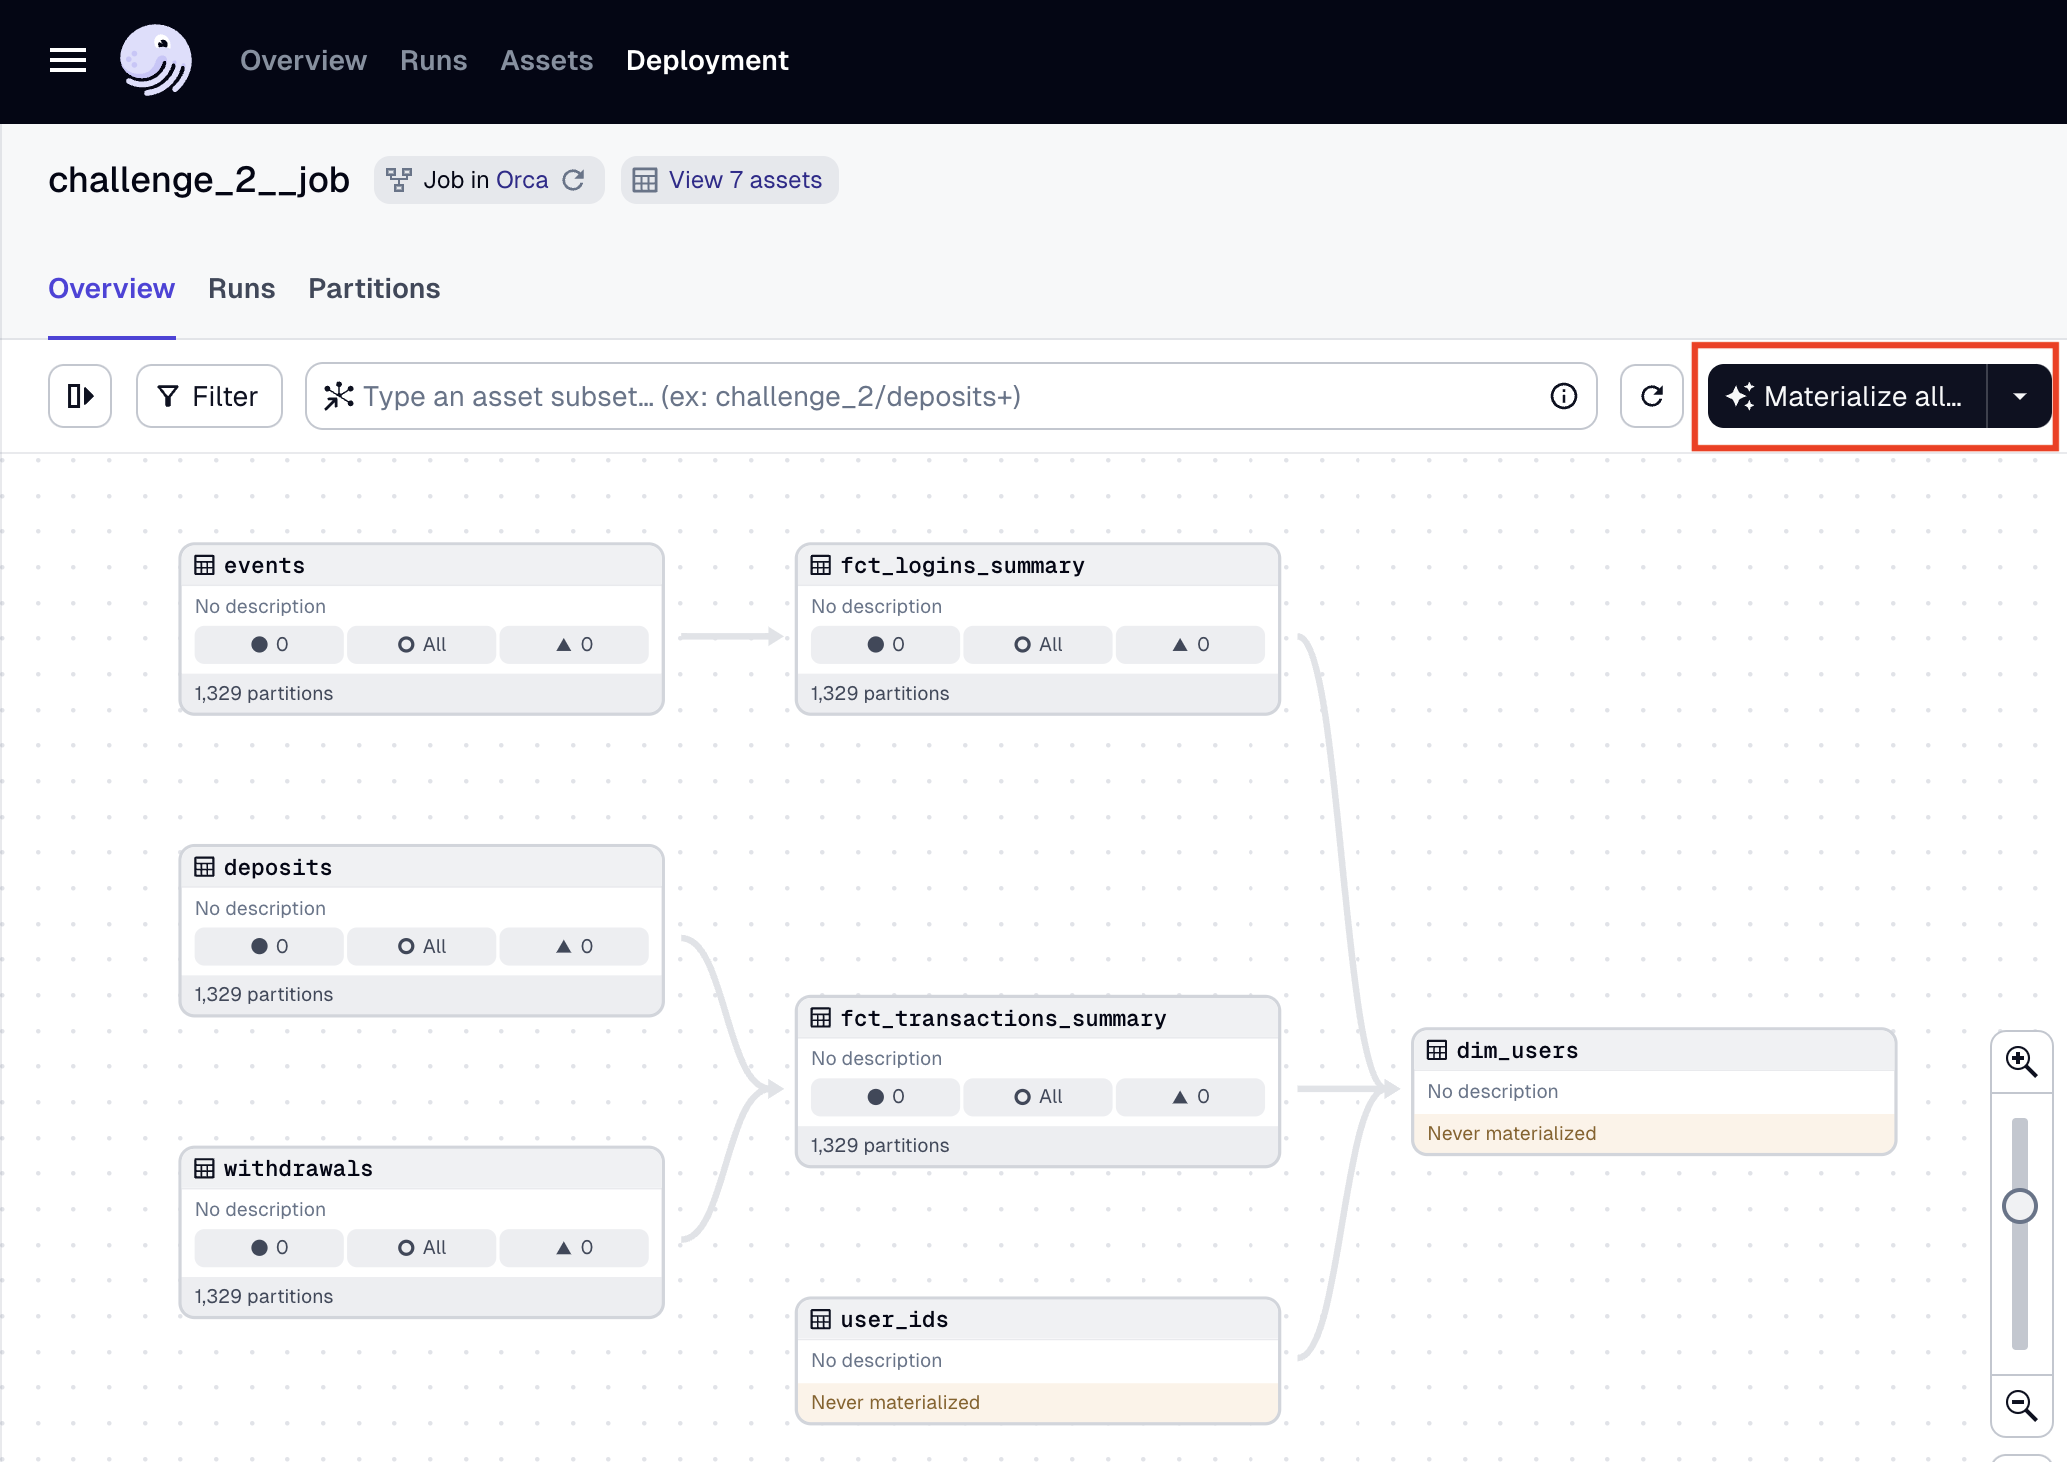 Overview Runs Assets Deployment
challenge_2__job Job in Orca View 7 assets
Overview Runs Partitions
Filter Type an asset subset... (ex: challenge_2/deposits+) Materialize all...
events
No description
0 All 0
1,329 partitions
fct_logins_summary
No description
0 All 0
1,329 partitions
deposits
No description
0 All 0
1,329 partitions
fct_transactions_summary
No description
0 All 0
1,329 partitions
dim_users
No description
Never materialized
withdrawals
No description
0 All 0
1,329 partitions
user_ids
No description
Never materialized